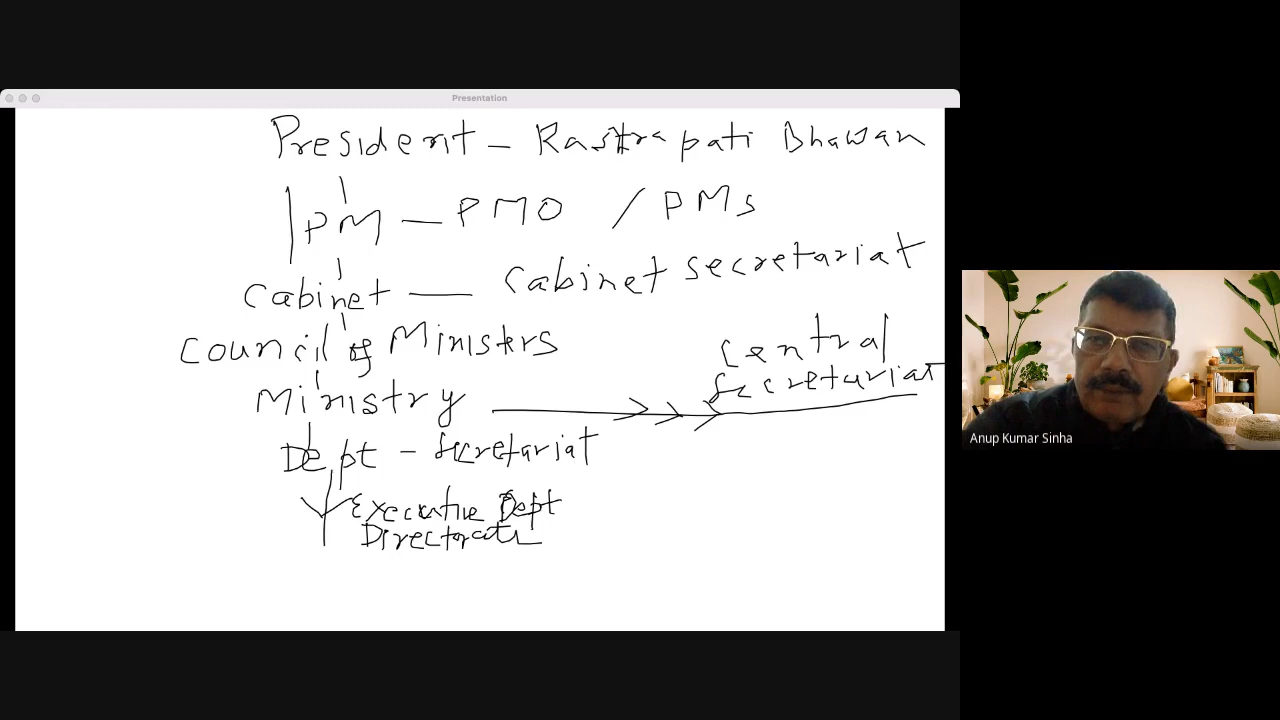 Presentation
President - Rastrapati Bhawan
PM - PMO / PMs
Cabinet - Cabinet secretariat
Council of Ministers
Central
Ministry Secretariat
Dept - Secretariat
Executive Dept
Directorate
Anup Kumar Sinha